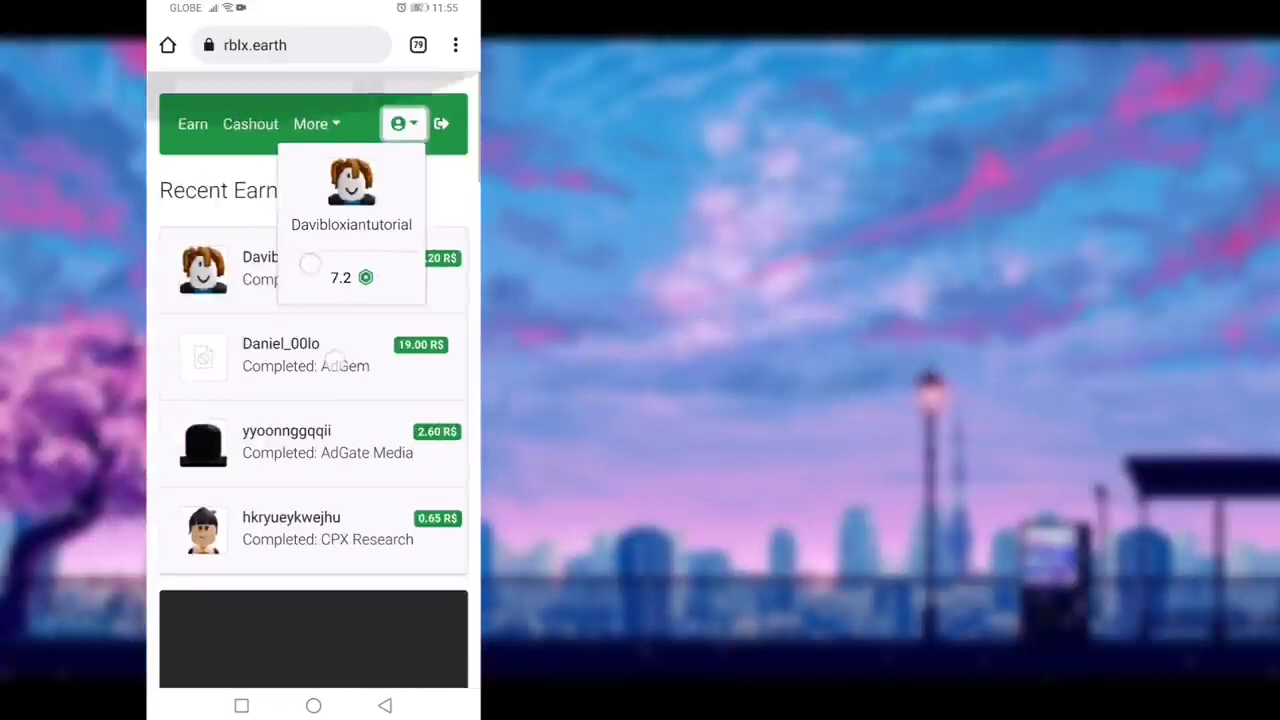 GLOBE 11:55
rblx.earth 79
Earn Cashout More
Davibloxiantutorial
7.2
Recent Earn
Davib .20 R$
Comp
Daniel_00lo 19.00 R$
Completed: AdGem
yyoonnggqqii 2.60 R$
Completed: AdGate Media
hkryueykwejhu 0.65 R$
Completed: CPX Research